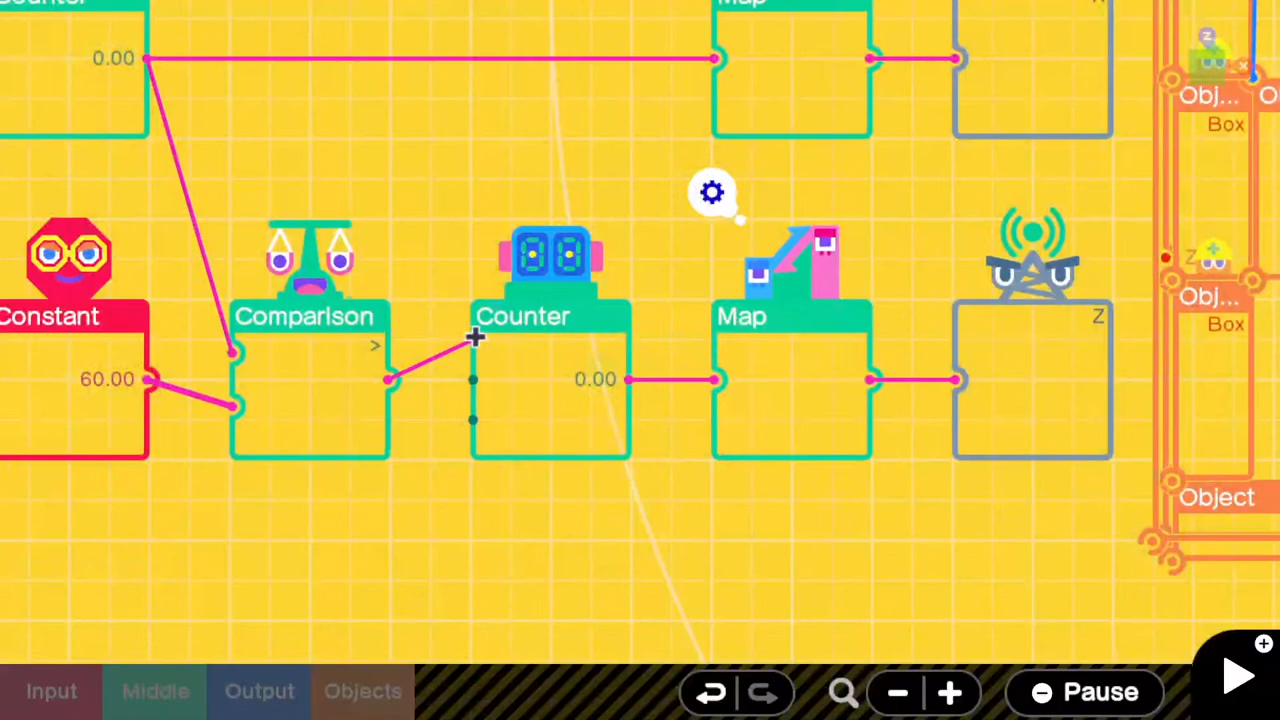 Counter
Map
0.00
Obj...
Box
Constant
60.00
Comparison
>
Counter
0.00
Map
Z
Z
Obj...
Box
Object
Input
Middle
Output
Objects
Pause